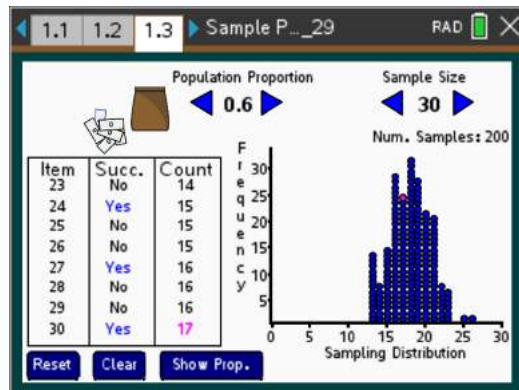 1.1 1.2 1.3 Sample P..._29 RAD
Population Proportion
0.6
Sample Size
30
Num. Samples: 200
Item Succ. Count
23 No 14
24 Yes 15
25 No 15
26 No 15
27 Yes 16
28 No 16
29 No 16
30 Yes 17
Reset Clear Show Prop.
Frequency
30
25
20
15
10
5
0 5 10 15 20 25 30
Sampling Distribution